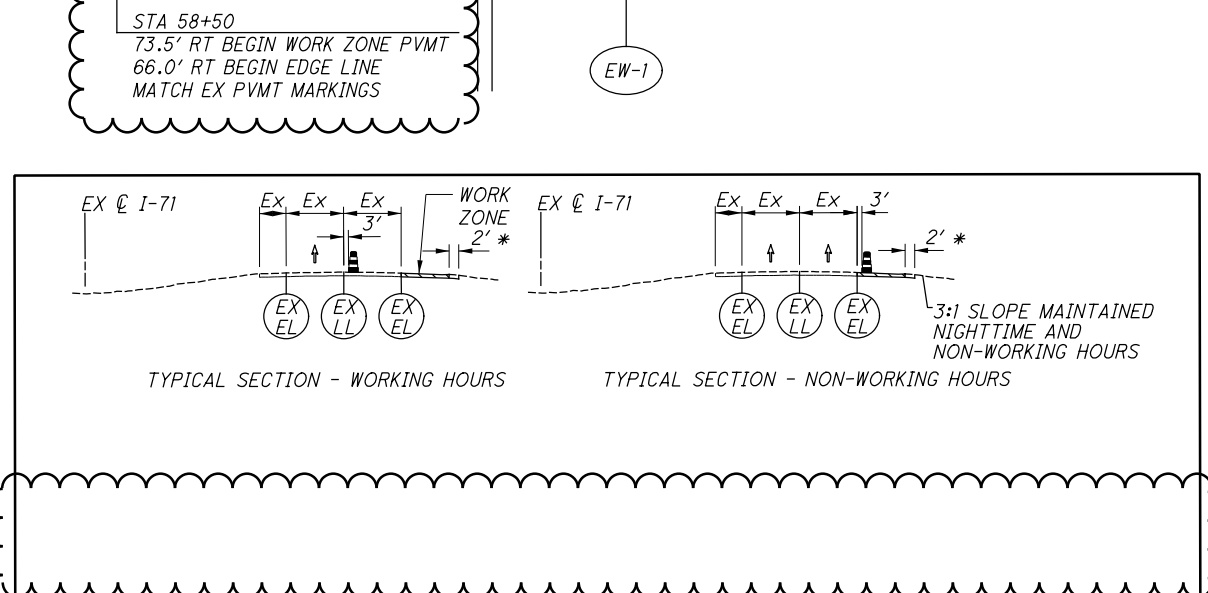 STA 58+50
73.5' RT BEGIN WORK ZONE PVMT
66.0' RT BEGIN EDGE LINE
MATCH EX PVMT MARKINGS
EW-1
EX ℄ I-71
Ex Ex Ex
3'
WORK
ZONE
2' *
EX
EL
EX
LL
EX
EL
TYPICAL SECTION - WORKING HOURS
EX ℄ I-71
Ex Ex Ex
3'
2' *
EX
EL
EX
LL
EX
EL
3:1 SLOPE MAINTAINED
NIGHTTIME AND
NON-WORKING HOURS
TYPICAL SECTION - NON-WORKING HOURS